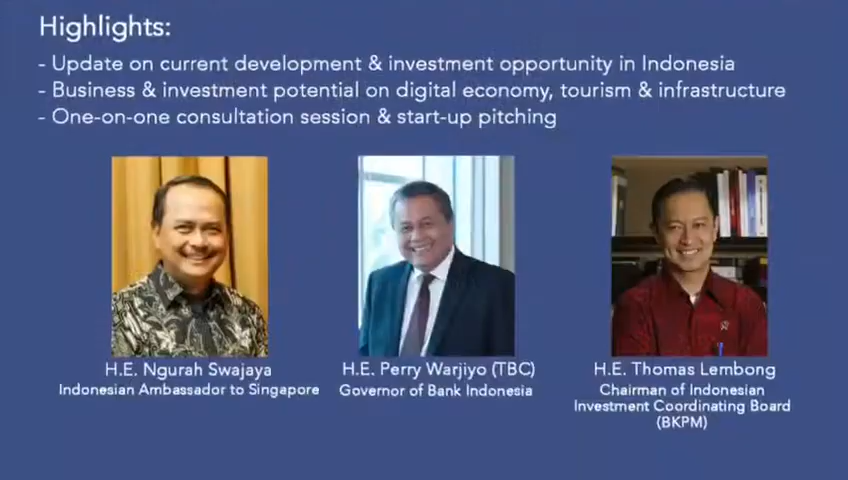 Highlights:
- Update on current development & investment opportunity in Indonesia
- Business & investment potential on digital economy, tourism & infrastructure
- One-on-one consultation session & start-up pitching
H.E. Ngurah Swajaya
Indonesian Ambassador to Singapore
H.E. Perry Warjiyo (TBC)
Governor of Bank Indonesia
H.E. Thomas Lembong
Chairman of Indonesian
Investment Coordinating Board
(BKPM)